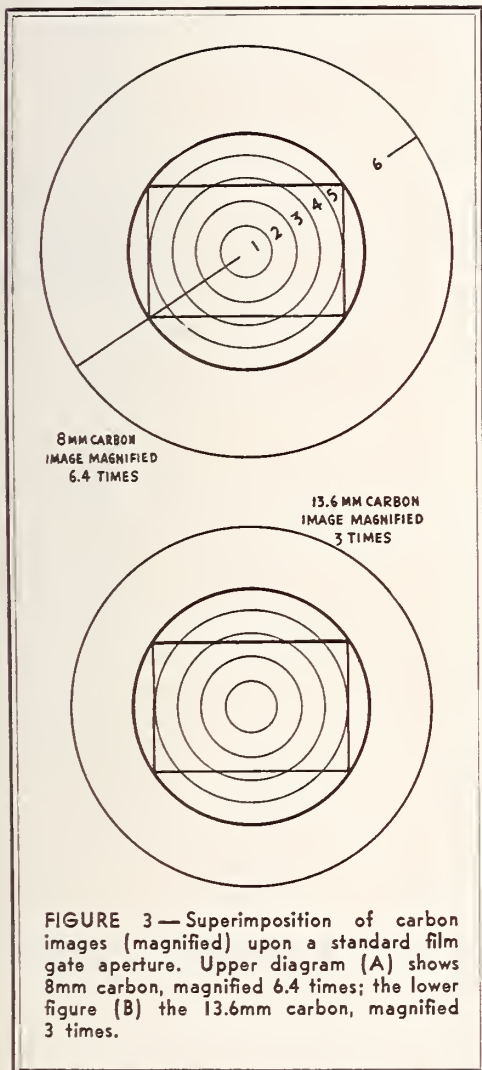 6
1 2 3 4 5
8MM CARBON
IMAGE MAGNIFIED
6.4 TIMES
13.6 MM CARBON
IMAGE MAGNIFIED
3 TIMES
FIGURE 3—Superimposition of carbon
images (magnified) upon a standard film
gate aperture. Upper diagram (A) shows
8mm carbon, magnified 6.4 times; the lower
figure (B) the 13.6mm carbon, magnified
3 times.